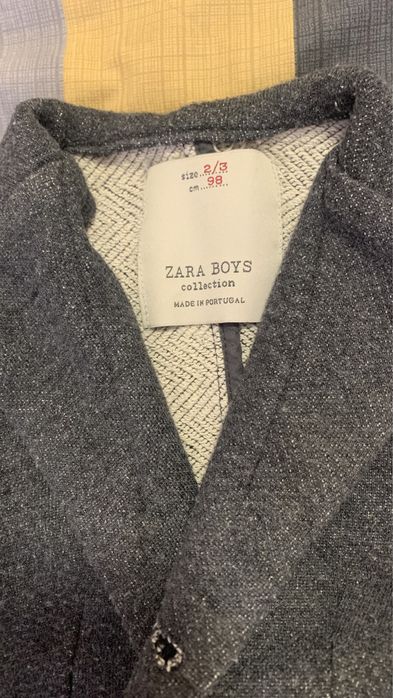 size..2/3
cm.......98
ZARA BOYS
collection
MADE IN PORTUGAL